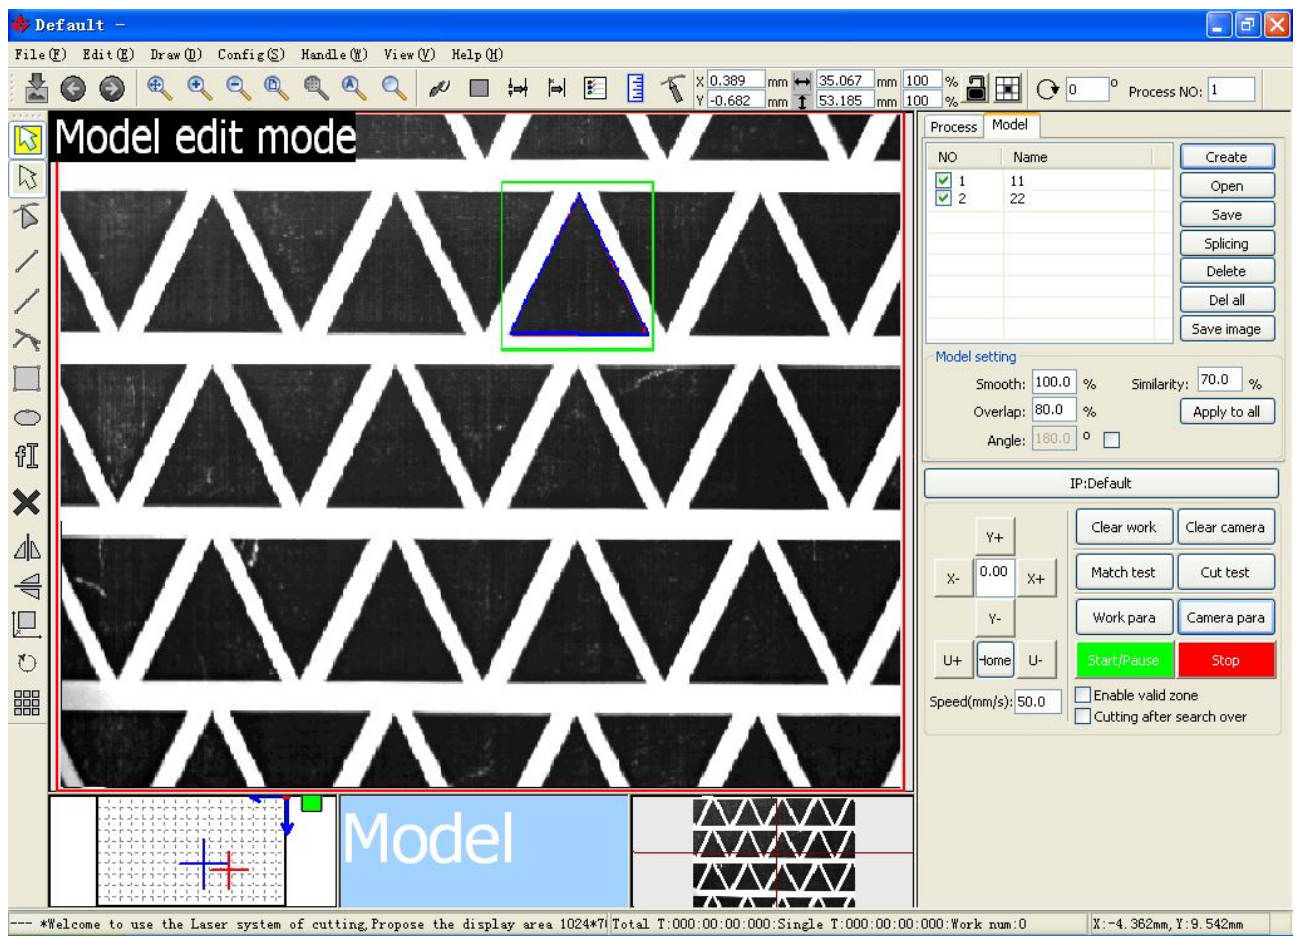 Default -
File(F) Edit(E) Draw(D) Config(S) Handle(W) View(V) Help(H)
X 0.389 mm 35.067 mm 100 %
Y -0.682 mm 53.185 mm 100 %
0 ° Process NO: 1
Model edit mode
Process Model
NO Name
1 11
2 22
Create
Open
Save
Splicing
Delete
Del all
Save image
Model setting
Smooth: 100.0 % Similarity: 70.0 %
Overlap: 80.0 % Apply to all
Angle: 180.0 °
IP:Default
Y+
X- 0.00 X+
Y-
U+ Home U-
Speed(mm/s): 50.0
Clear work Clear camera
Match test Cut test
Work para Camera para
Start/Pause Stop
Enable valid zone
Cutting after search over
Model
--- *Welcome to use the Laser system of cutting,Propose the display area 1024*7 Total T:000:00:00:000:Single T:000:00:00:000:Work num:0 X:-4.362mm,Y:9.542mm